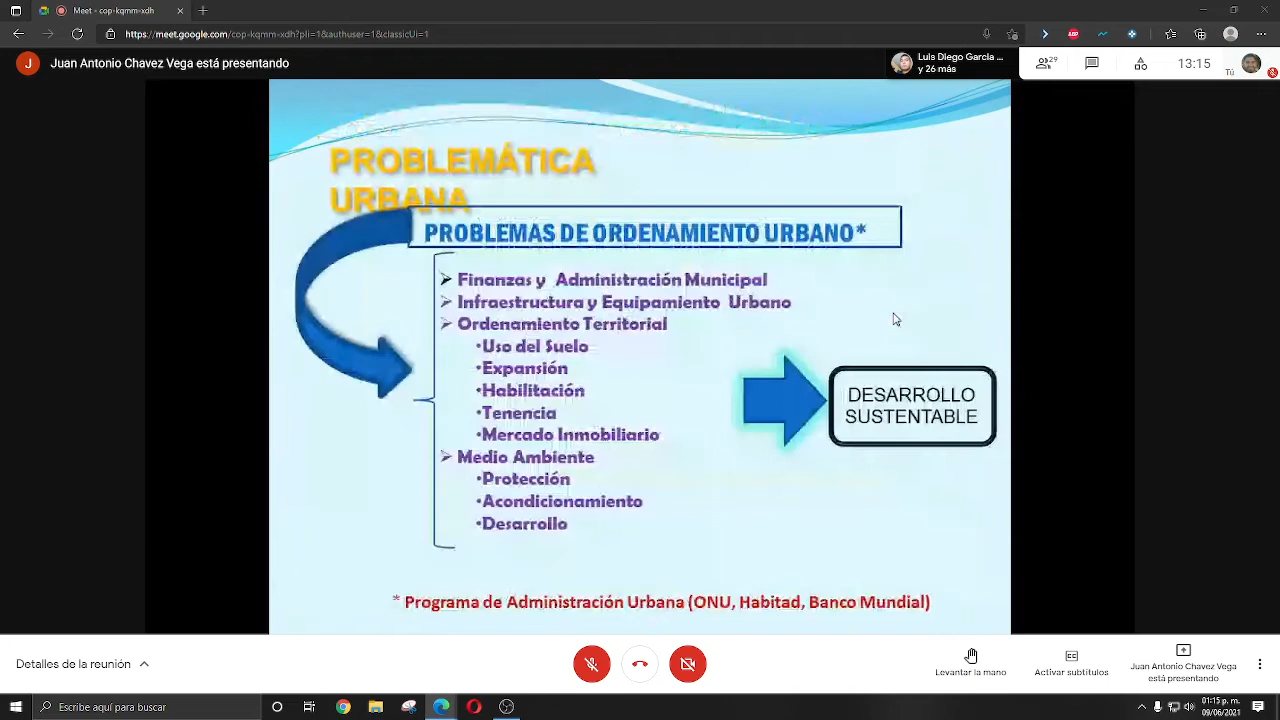 Meet - cop-kqmm-xdh
https://meet.google.com/cop-kqmm-xdh?pli=1&authuser=1&classicUi=1
J Juan Antonio Chavez Vega está presentando
Luis Diego Garcia ...
y 26 más
29
13:15
Tú
PROBLEMÁTICA
URBANA
PROBLEMAS DE ORDENAMIENTO URBANO*
➢ Finanzas y Administración Municipal
➢ Infraestructura y Equipamiento Urbano
➢ Ordenamiento Territorial
•Uso del Suelo
•Expansión
•Habilitación
•Tenencia
•Mercado Inmobiliario
➢ Medio Ambiente
•Protección
•Acondicionamiento
•Desarrollo
DESARROLLO
SUSTENTABLE
* Programa de Administración Urbana (ONU, Habitad, Banco Mundial)
Detalles de la reunión
Levantar la mano
Activar subtítulos
Juan Antonio Chavez Vega
está presentando
Escribe aquí para buscar
01:15 p. m.
09/06/2021